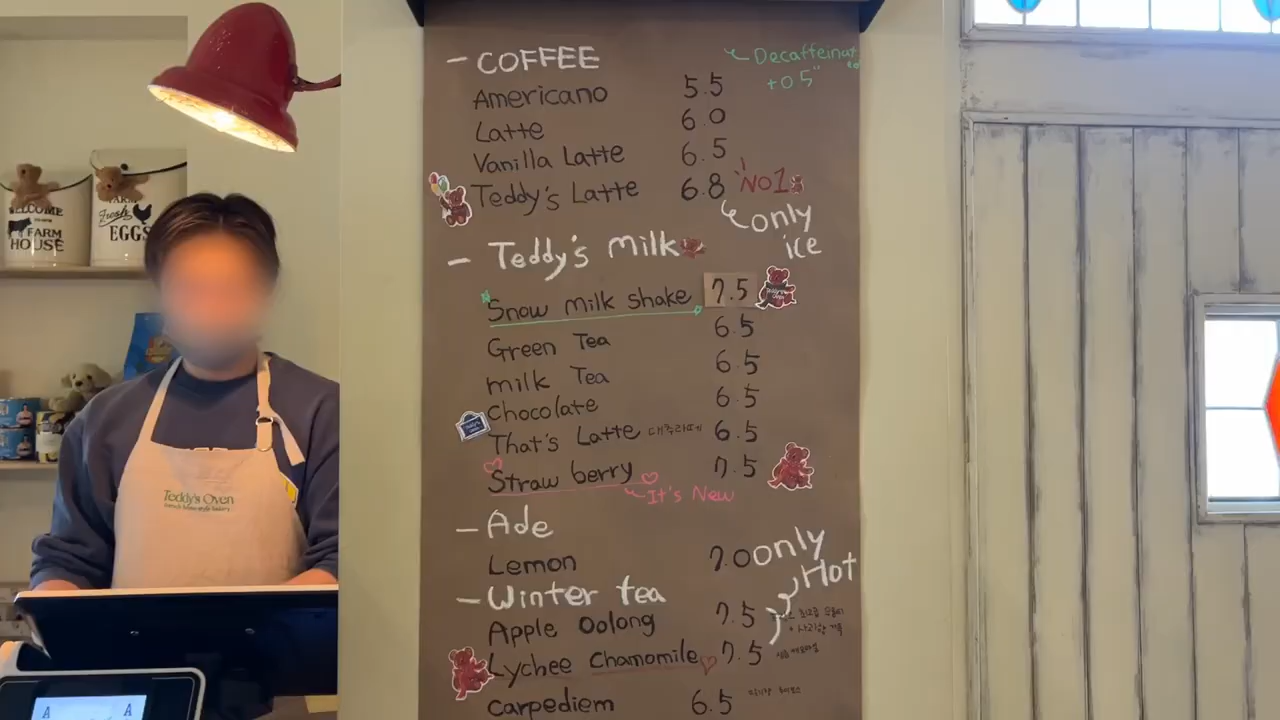 - COFFEE
Decaffeinated
+0.5"
Americano 5.5
Latte 6.0
Vanilla Latte 6.5
Teddy's Latte 6.8 No1
only
ice
- Teddy's milk
Snow milk shake 7.5
Green Tea 6.5
milk Tea 6.5
Chocolate 6.5
That's Latte 대추라떼 6.5
Straw berry 7.5
It's New
- Ade
Lemon 7.0
only
Hot
- Winter tea
Apple Oolong 7.5
Lychee Chamomile 7.5
carpediem 6.5
WELCOME
FARM
HOUSE
FARM
Fresh
EGGS
Teddy's Oven
A A